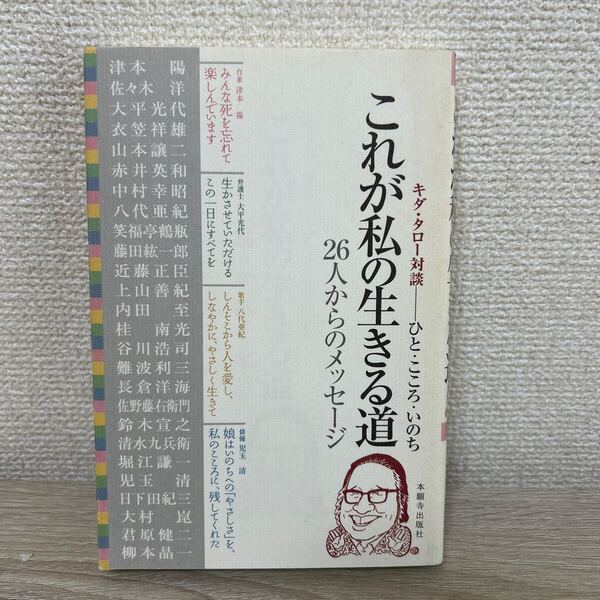 キダ・タロー対談――ひと・こころ・いのち
これが私の生きる道
26人からのメッセージ
本願寺出版社
作家 津本 陽
みんな死を忘れて
楽しんでいます
弁護士 大平光代
生かさせていただける
この一日にすべてを
歌手 八代亜紀
しんそこから人を愛し、
しなやかに、やさしく生きて
俳優 児玉 清
娘はいのちへの「やさしさ」を、
私のこころに、残してくれた
津本 陽
佐々木 洋
大平光代
衣笠祥雄
山本譲二
赤井英和
中村幸昭
八代亜紀
笑福亭鶴瓶
藤田紘一郎
近藤正臣
上山善紀
内田 至
桂 南光
谷川浩司
難波利三
長倉洋海
佐野藤右衛門
鈴木宣之
清水九兵衛
堀江謙一
児玉 清
日下田紀三
大村 崑
君原健二
柳本晶一